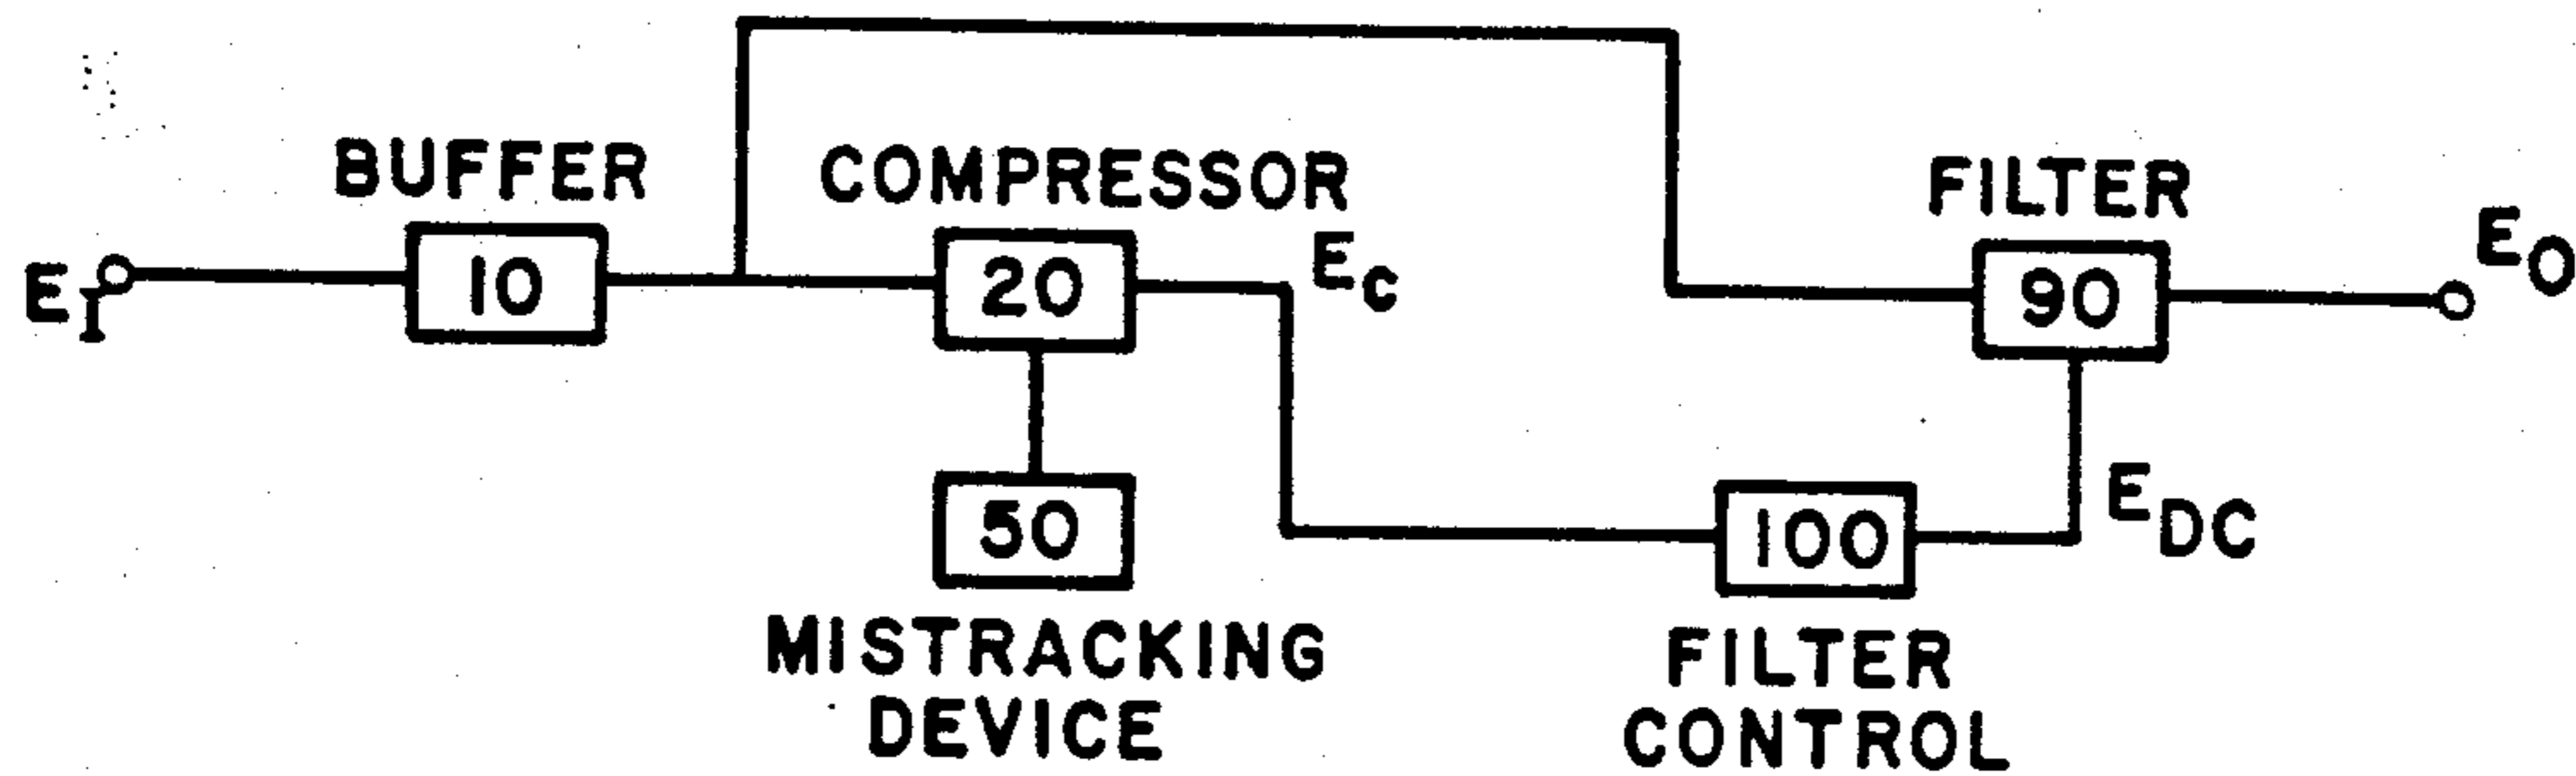 BUFFER
COMPRESSOR
FILTER
E_I
10
20
E_C
90
E_O
50
100
E_DC
MISTRACKING
DEVICE
FILTER
CONTROL